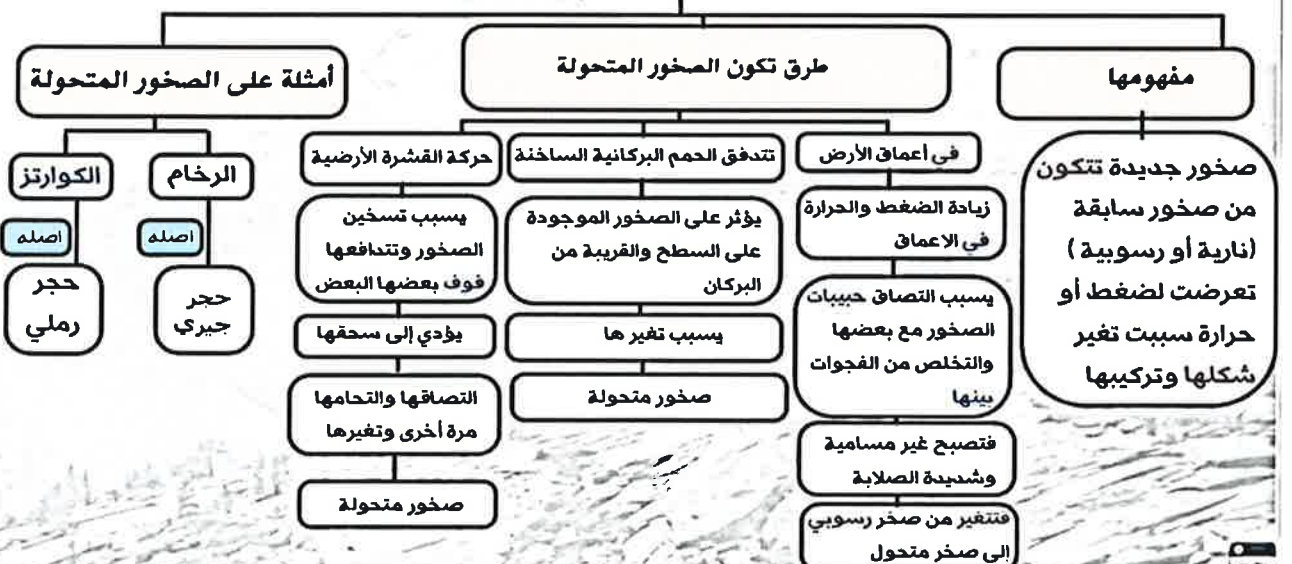 مفهومها
صخور جديدة تتكون
من صخور سابقة
(نارية أو رسوبية )
تعرضت لضغط أو
حرارة سببت تغير
شكلها وتركيبها
طرق تكون الصخور المتحولة
في أعماق الأرض
زيادة الضغط والحرارة
في الاعماق
يسبب التصاق حبيبات
الصخور مع بعضها
والتخلص من الفجوات
بينها
فتصبح غير مسامية
وشديدة الصلابة
فتتغير من صخر رسوبي
إلى صخر متحول
تتدفق الحمم البركانية الساخنة
يؤثر على الصخور الموجودة
على السطح والقريبة من
البركان
يسبب تغير ها
صخور متحولة
حركة القشرة الأرضية
يسبب تسخين
الصخور وتتدافعها
فوف بعضها البعض
يؤدي إلى سحقها
التصاقها والتحامها
مرة أخرى وتغيرها
صخور متحولة
أمثلة على الصخور المتحولة
الرخام
اصله
حجر
جيري
الكوارتز
اصله
حجر
رملي